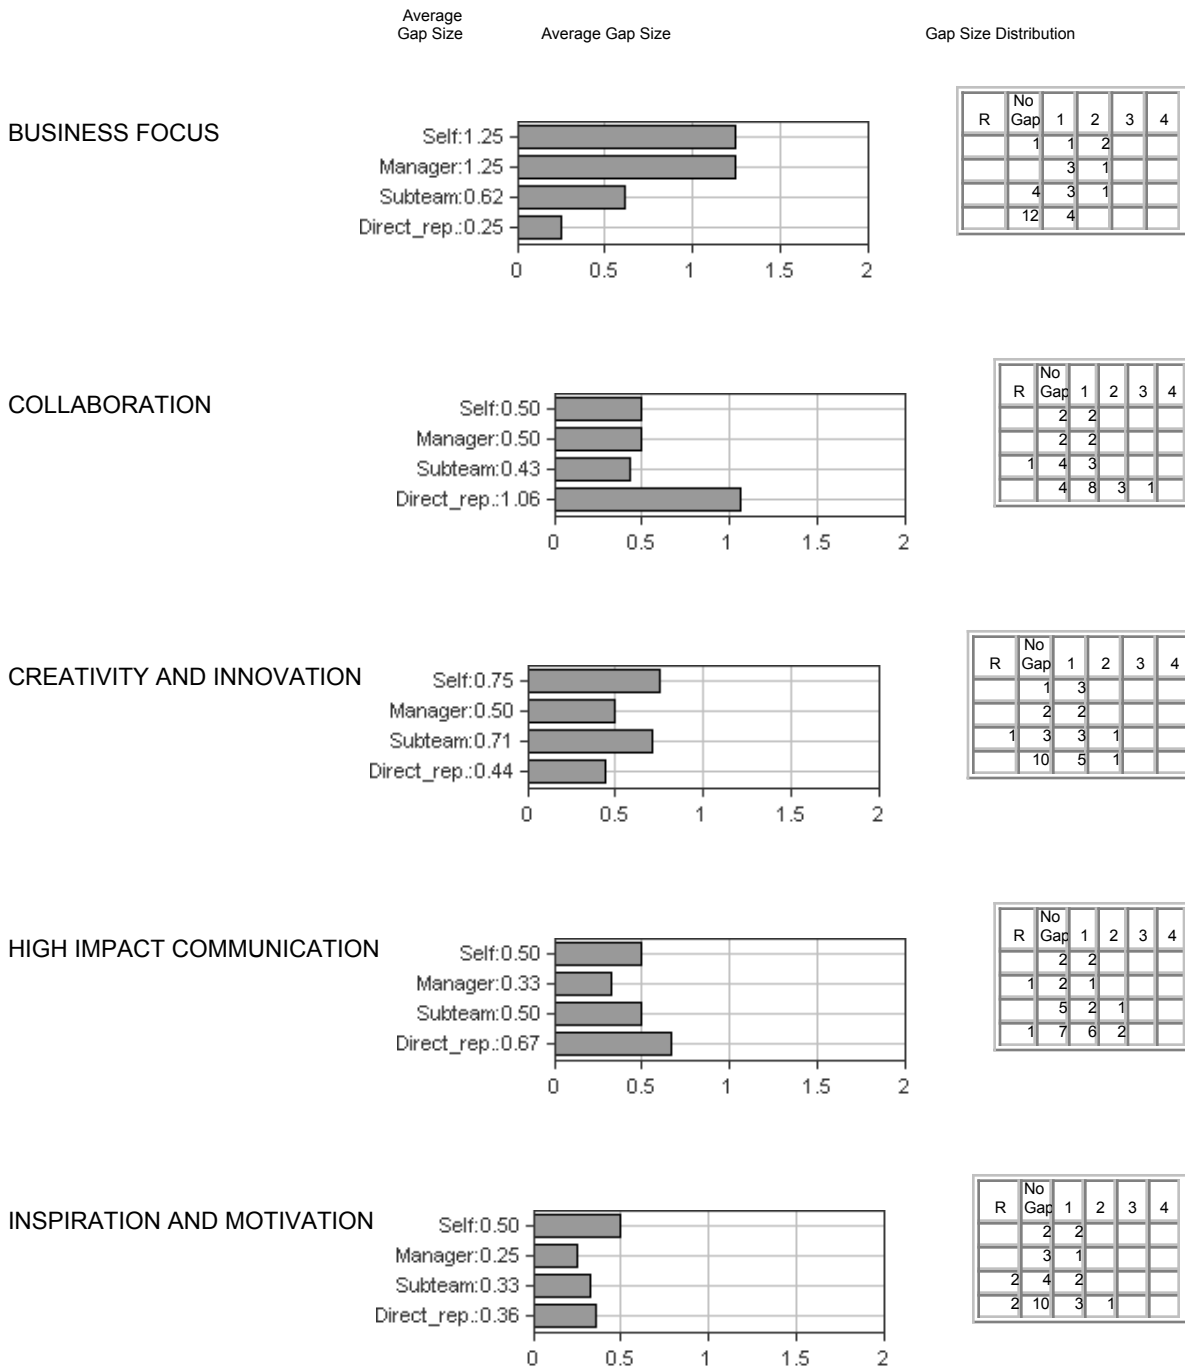 Average
Gap Size Average Gap Size Gap Size Distribution
BUSINESS FOCUS
Self:1.25
Manager:1.25
Subteam:0.62
Direct_rep.:0.25
0 0.5 1 1.5 2
No
R Gap 1 2 3 4
1 1 2
3 1
4 3 1
12 4
COLLABORATION
Self:0.50
Manager:0.50
Subteam:0.43
Direct_rep.:1.06
0 0.5 1 1.5 2
No
R Gap 1 2 3 4
2 2
2 2
1 4 3
4 8 3 1
CREATIVITY AND INNOVATION
Self:0.75
Manager:0.50
Subteam:0.71
Direct_rep.:0.44
0 0.5 1 1.5 2
No
R Gap 1 2 3 4
1 3
2 2
1 3 3 1
10 5 1
HIGH IMPACT COMMUNICATION
Self:0.50
Manager:0.33
Subteam:0.50
Direct_rep.:0.67
0 0.5 1 1.5 2
No
R Gap 1 2 3 4
2 2
1 2 1
5 2 1
1 7 6 2
INSPIRATION AND MOTIVATION
Self:0.50
Manager:0.25
Subteam:0.33
Direct_rep.:0.36
0 0.5 1 1.5 2
No
R Gap 1 2 3 4
2 2
3 1
2 4 2
2 10 3 1